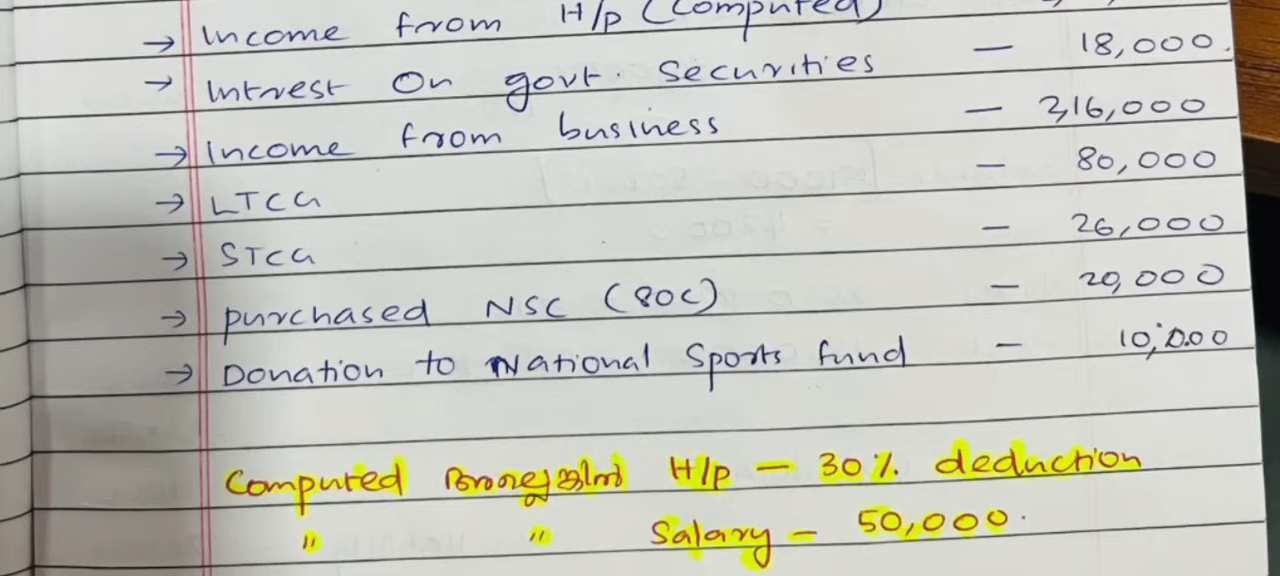 → Income from H/p (Computed)
→ Intrest On govt. Securities — 18,000.
→ Income from business — 3,16,000
→ LTCG — 80,000
→ STCG — 26,000
→ purchased NSC (80C) — 20,000
→ Donation to National Sports fund — 10,000
Computed H/p — 30%. deduction
" " Salary — 50,000.